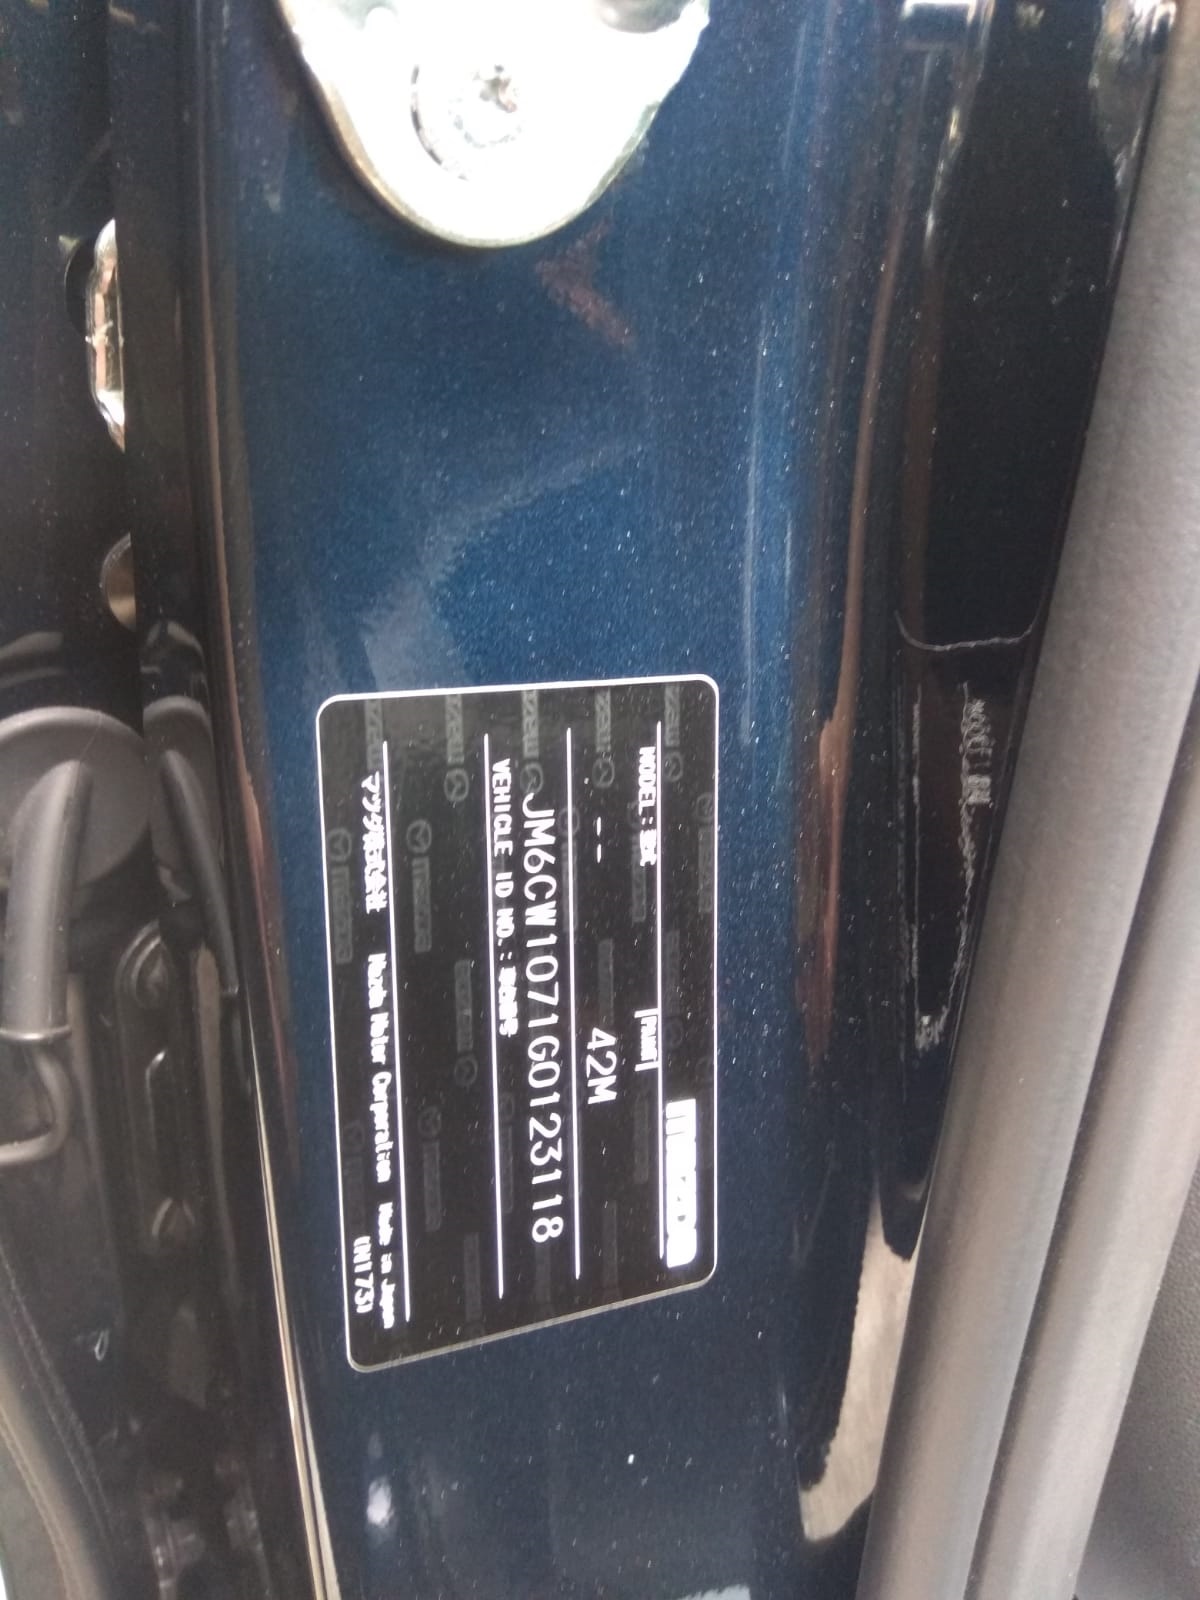 mazda
MODEL:型式 PAINT
-- 42M
JM6CW1071G0123118
VEHICLE ID NO.:車台番号
マツダ株式会社 Mazda Motor Corporation Made in Japan
(N173)